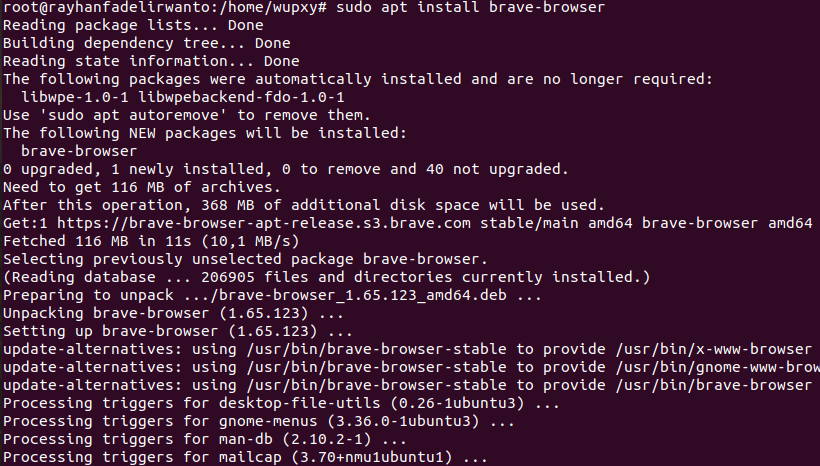 root@rayhanfadelirwanto:/home/wupxy# sudo apt install brave-browser
Reading package lists... Done
Building dependency tree... Done
Reading state information... Done
The following packages were automatically installed and are no longer required:
  libwpe-1.0-1 libwpebackend-fdo-1.0-1
Use 'sudo apt autoremove' to remove them.
The following NEW packages will be installed:
  brave-browser
0 upgraded, 1 newly installed, 0 to remove and 40 not upgraded.
Need to get 116 MB of archives.
After this operation, 368 MB of additional disk space will be used.
Get:1 https://brave-browser-apt-release.s3.brave.com stable/main amd64 brave-browser amd64
Fetched 116 MB in 11s (10,1 MB/s)
Selecting previously unselected package brave-browser.
(Reading database ... 206905 files and directories currently installed.)
Preparing to unpack .../brave-browser_1.65.123_amd64.deb ...
Unpacking brave-browser (1.65.123) ...
Setting up brave-browser (1.65.123) ...
update-alternatives: using /usr/bin/brave-browser-stable to provide /usr/bin/x-www-browser
update-alternatives: using /usr/bin/brave-browser-stable to provide /usr/bin/gnome-www-brow
update-alternatives: using /usr/bin/brave-browser-stable to provide /usr/bin/brave-browser
Processing triggers for desktop-file-utils (0.26-1ubuntu3) ...
Processing triggers for gnome-menus (3.36.0-1ubuntu3) ...
Processing triggers for man-db (2.10.2-1) ...
Processing triggers for mailcap (3.70+nmu1ubuntu1) ...